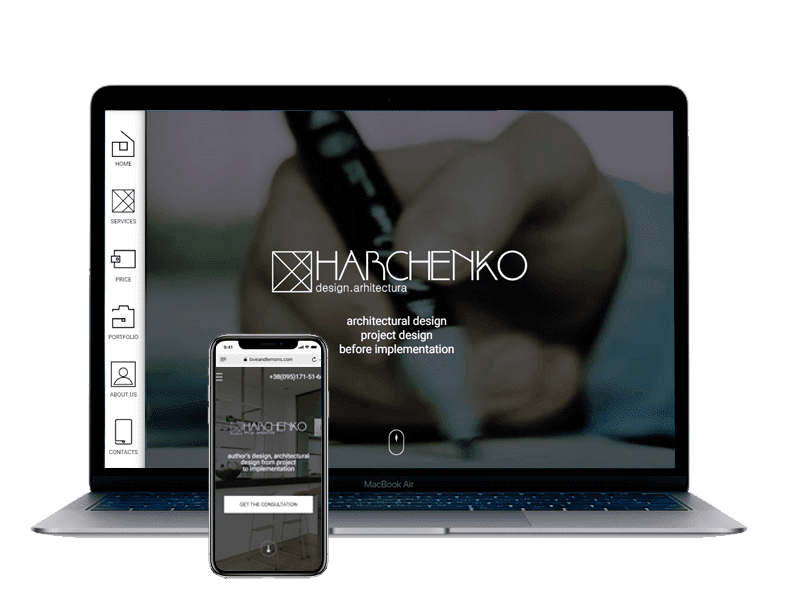 HOME
SERVICES
PRICE
PORTFOLIO
ABOUT US
CONTACTS
HARCHENKO
design.arhitectura
architectural design
project design
before implementation
MacBook Air
9:41
loveandlemons.com
+38(095)171-51-6
HARCHENKO
author's design, architectural
design from project
to implementation
GET THE CONSULTATION